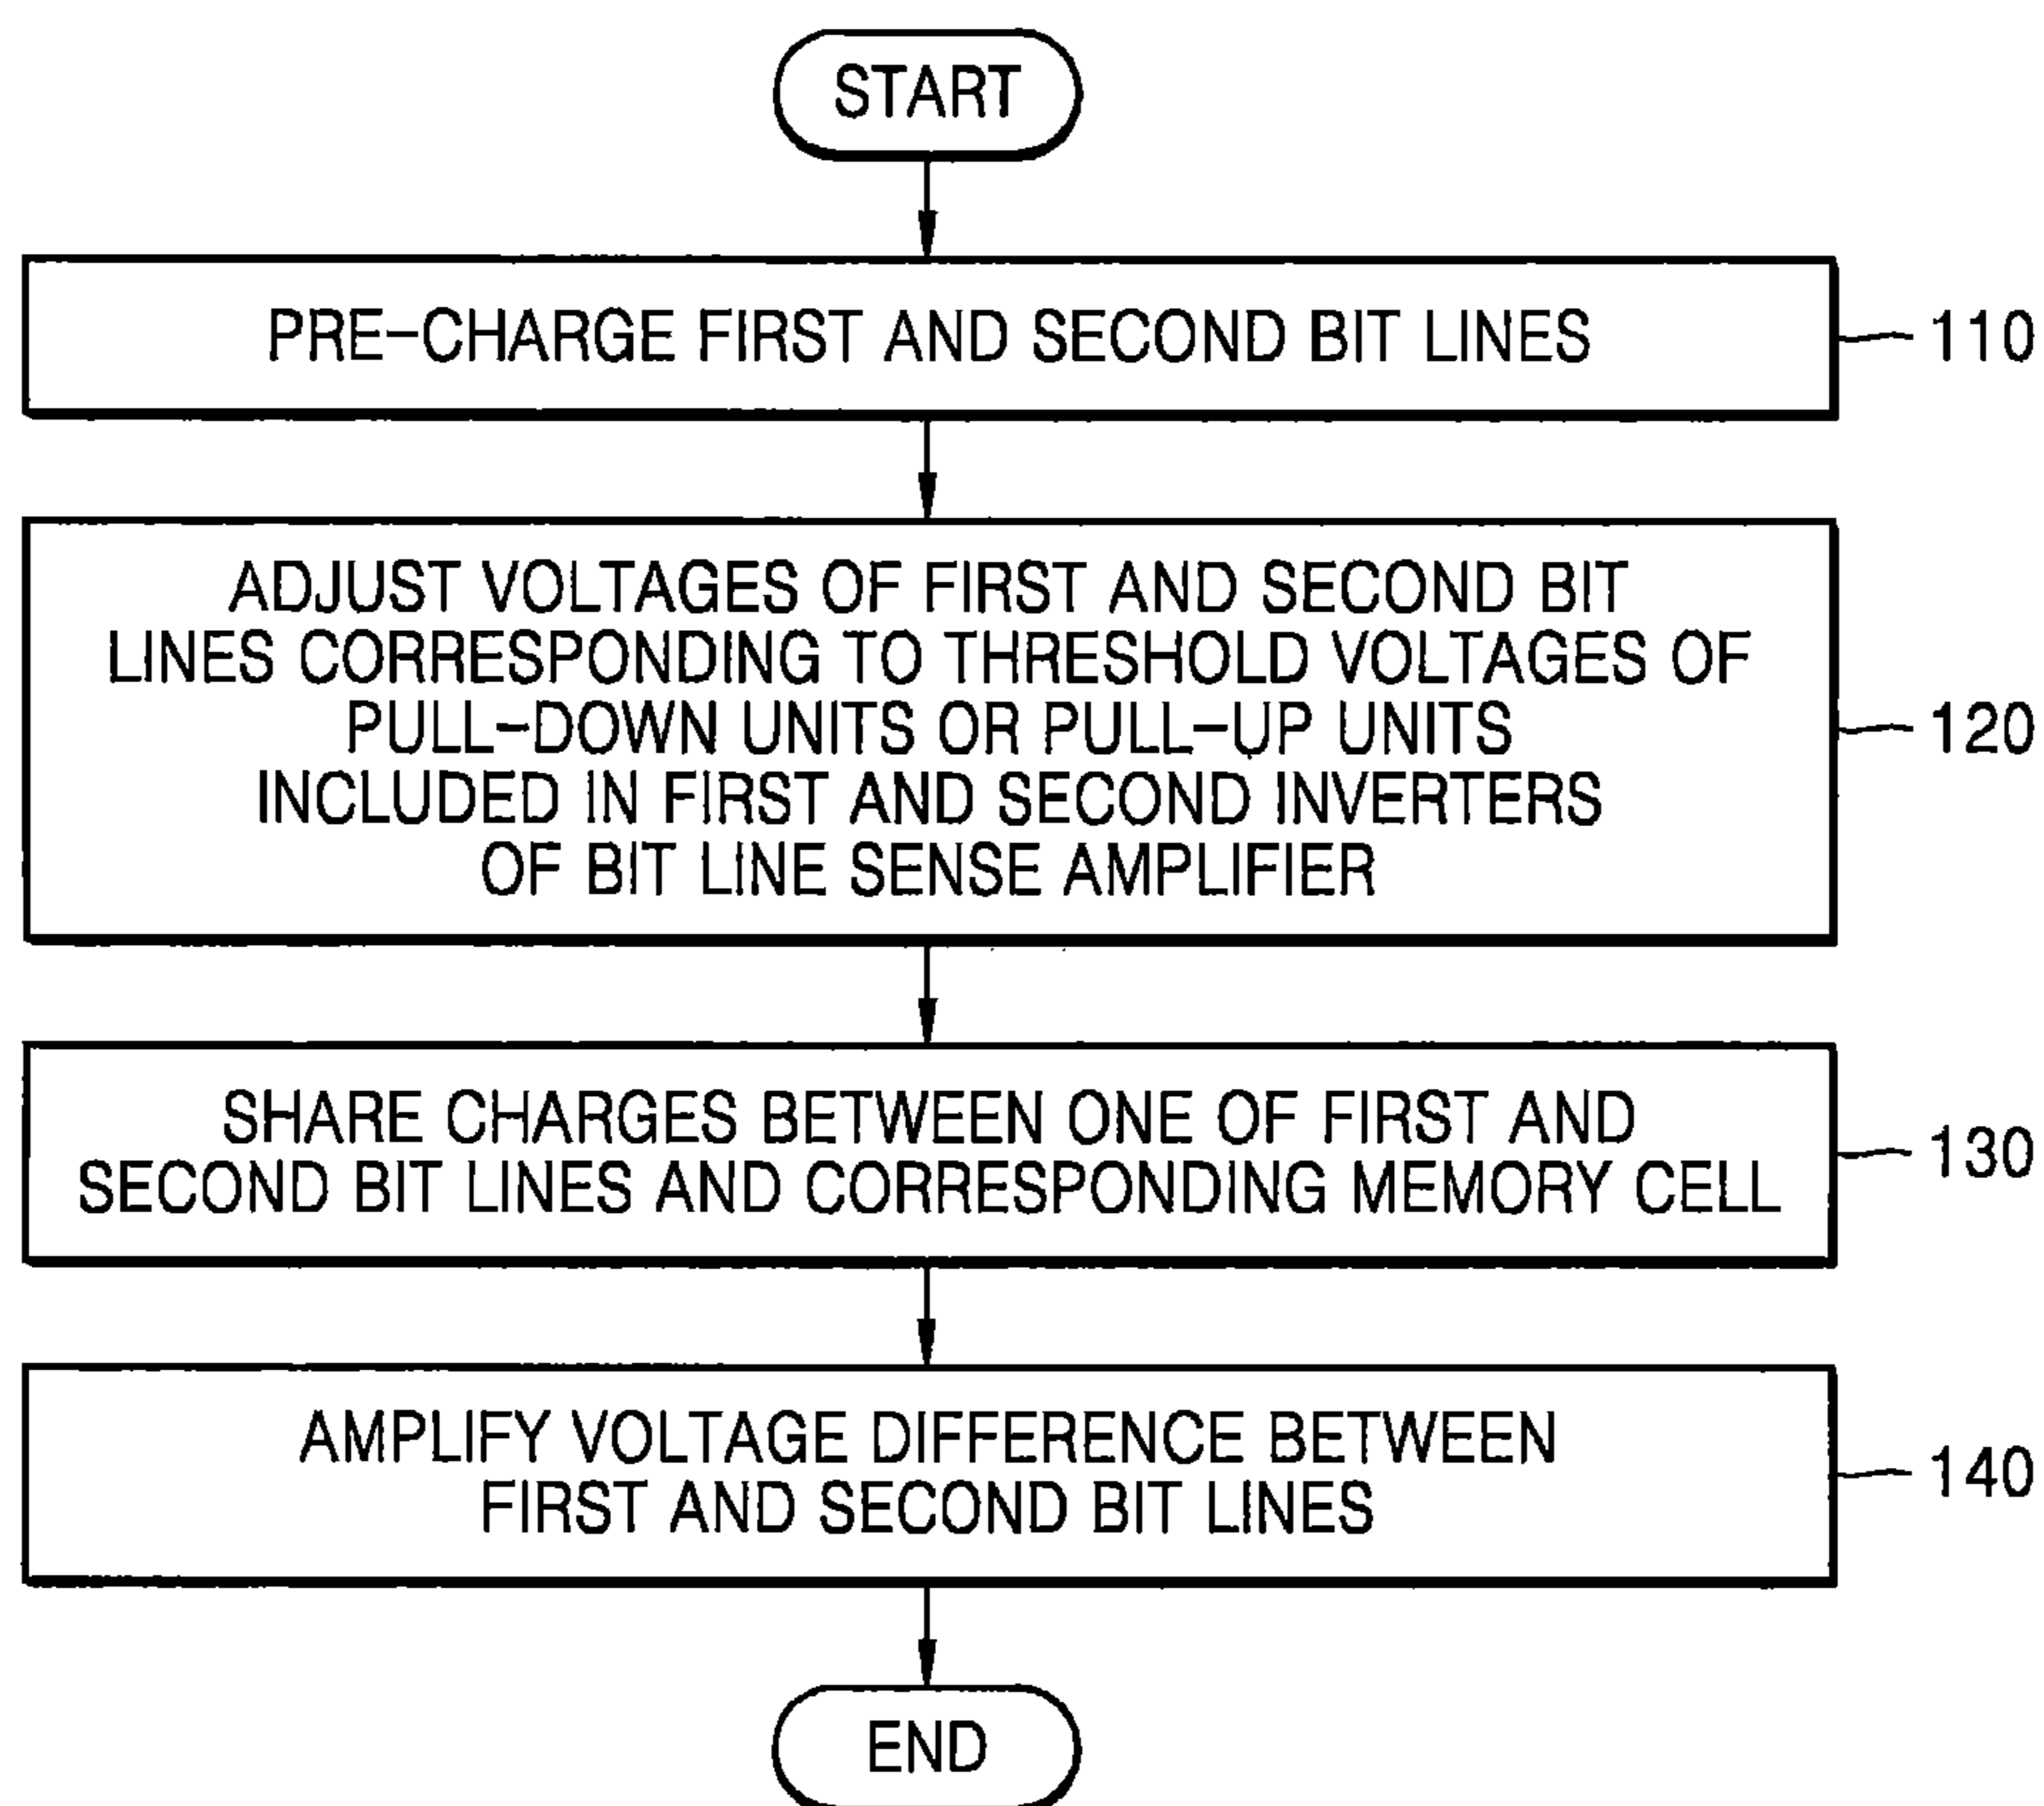 START
PRE-CHARGE FIRST AND SECOND BIT LINES
110
ADJUST VOLTAGES OF FIRST AND SECOND BIT
LINES CORRESPONDING TO THRESHOLD VOLTAGES OF
PULL-DOWN UNITS OR PULL-UP UNITS
INCLUDED IN FIRST AND SECOND INVERTERS
OF BIT LINE SENSE AMPLIFIER
120
SHARE CHARGES BETWEEN ONE OF FIRST AND
SECOND BIT LINES AND CORRESPONDING MEMORY CELL
130
AMPLIFY VOLTAGE DIFFERENCE BETWEEN
FIRST AND SECOND BIT LINES
140
END